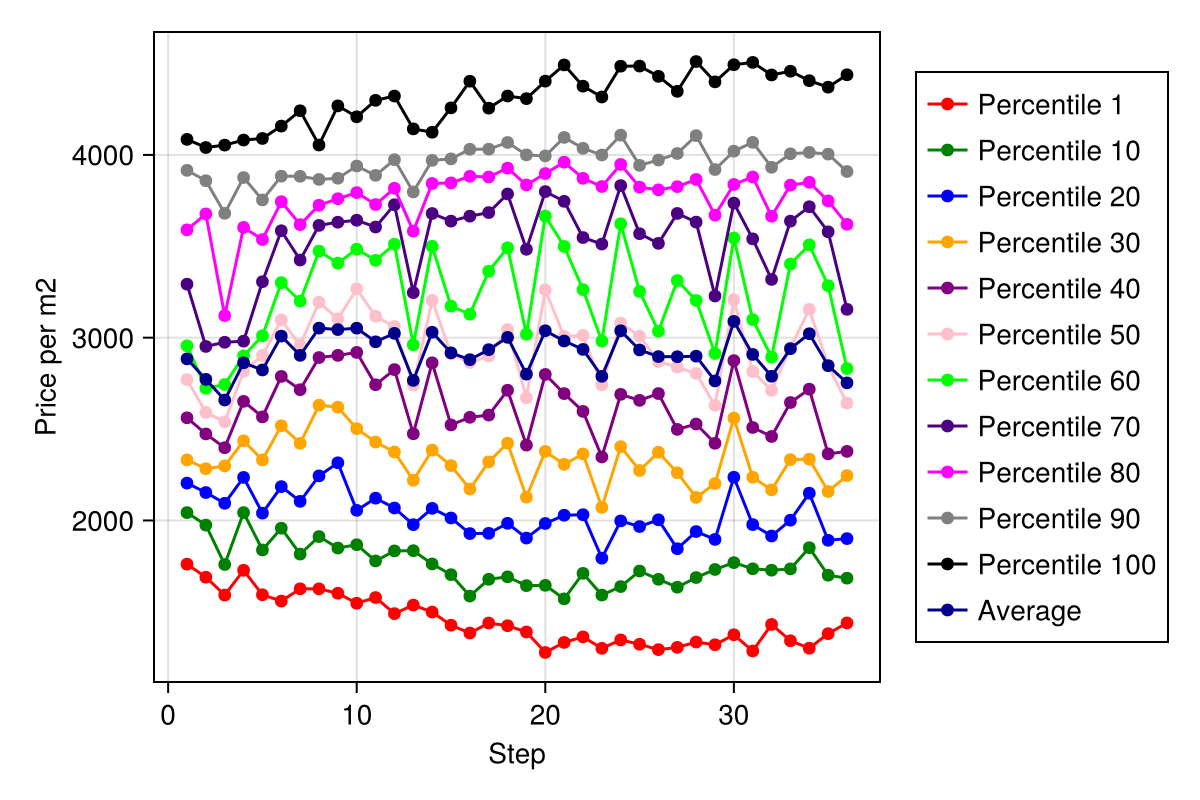 4000
3000
2000
Price per m2
0 10 20 30
Step
Percentile 1
Percentile 10
Percentile 20
Percentile 30
Percentile 40
Percentile 50
Percentile 60
Percentile 70
Percentile 80
Percentile 90
Percentile 100
Average